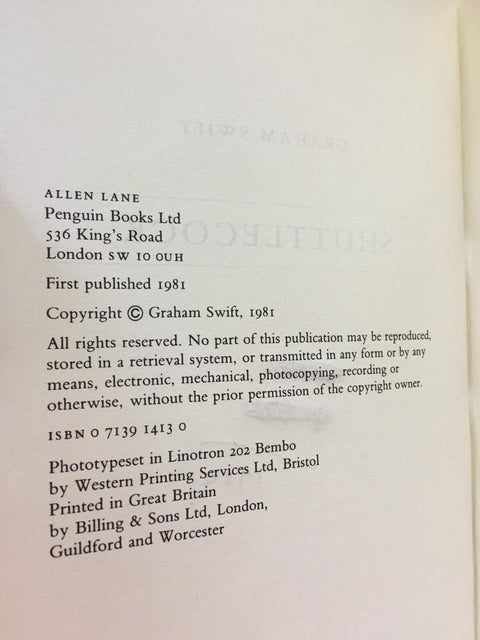 GRAHAM SWIFT
SHUTTLECOCK
ALLEN LANE
Penguin Books Ltd
536 King's Road
London SW10 0UH
First published 1981
Copyright © Graham Swift, 1981
All rights reserved. No part of this publication may be reproduced,
stored in a retrieval system, or transmitted in any form or by any
means, electronic, mechanical, photocopying, recording or
otherwise, without the prior permission of the copyright owner.
ISBN 0 7139 1413 0
Phototypeset in Linotron 202 Bembo
by Western Printing Services Ltd, Bristol
Printed in Great Britain
by Billing & Sons Ltd, London,
Guildford and Worcester